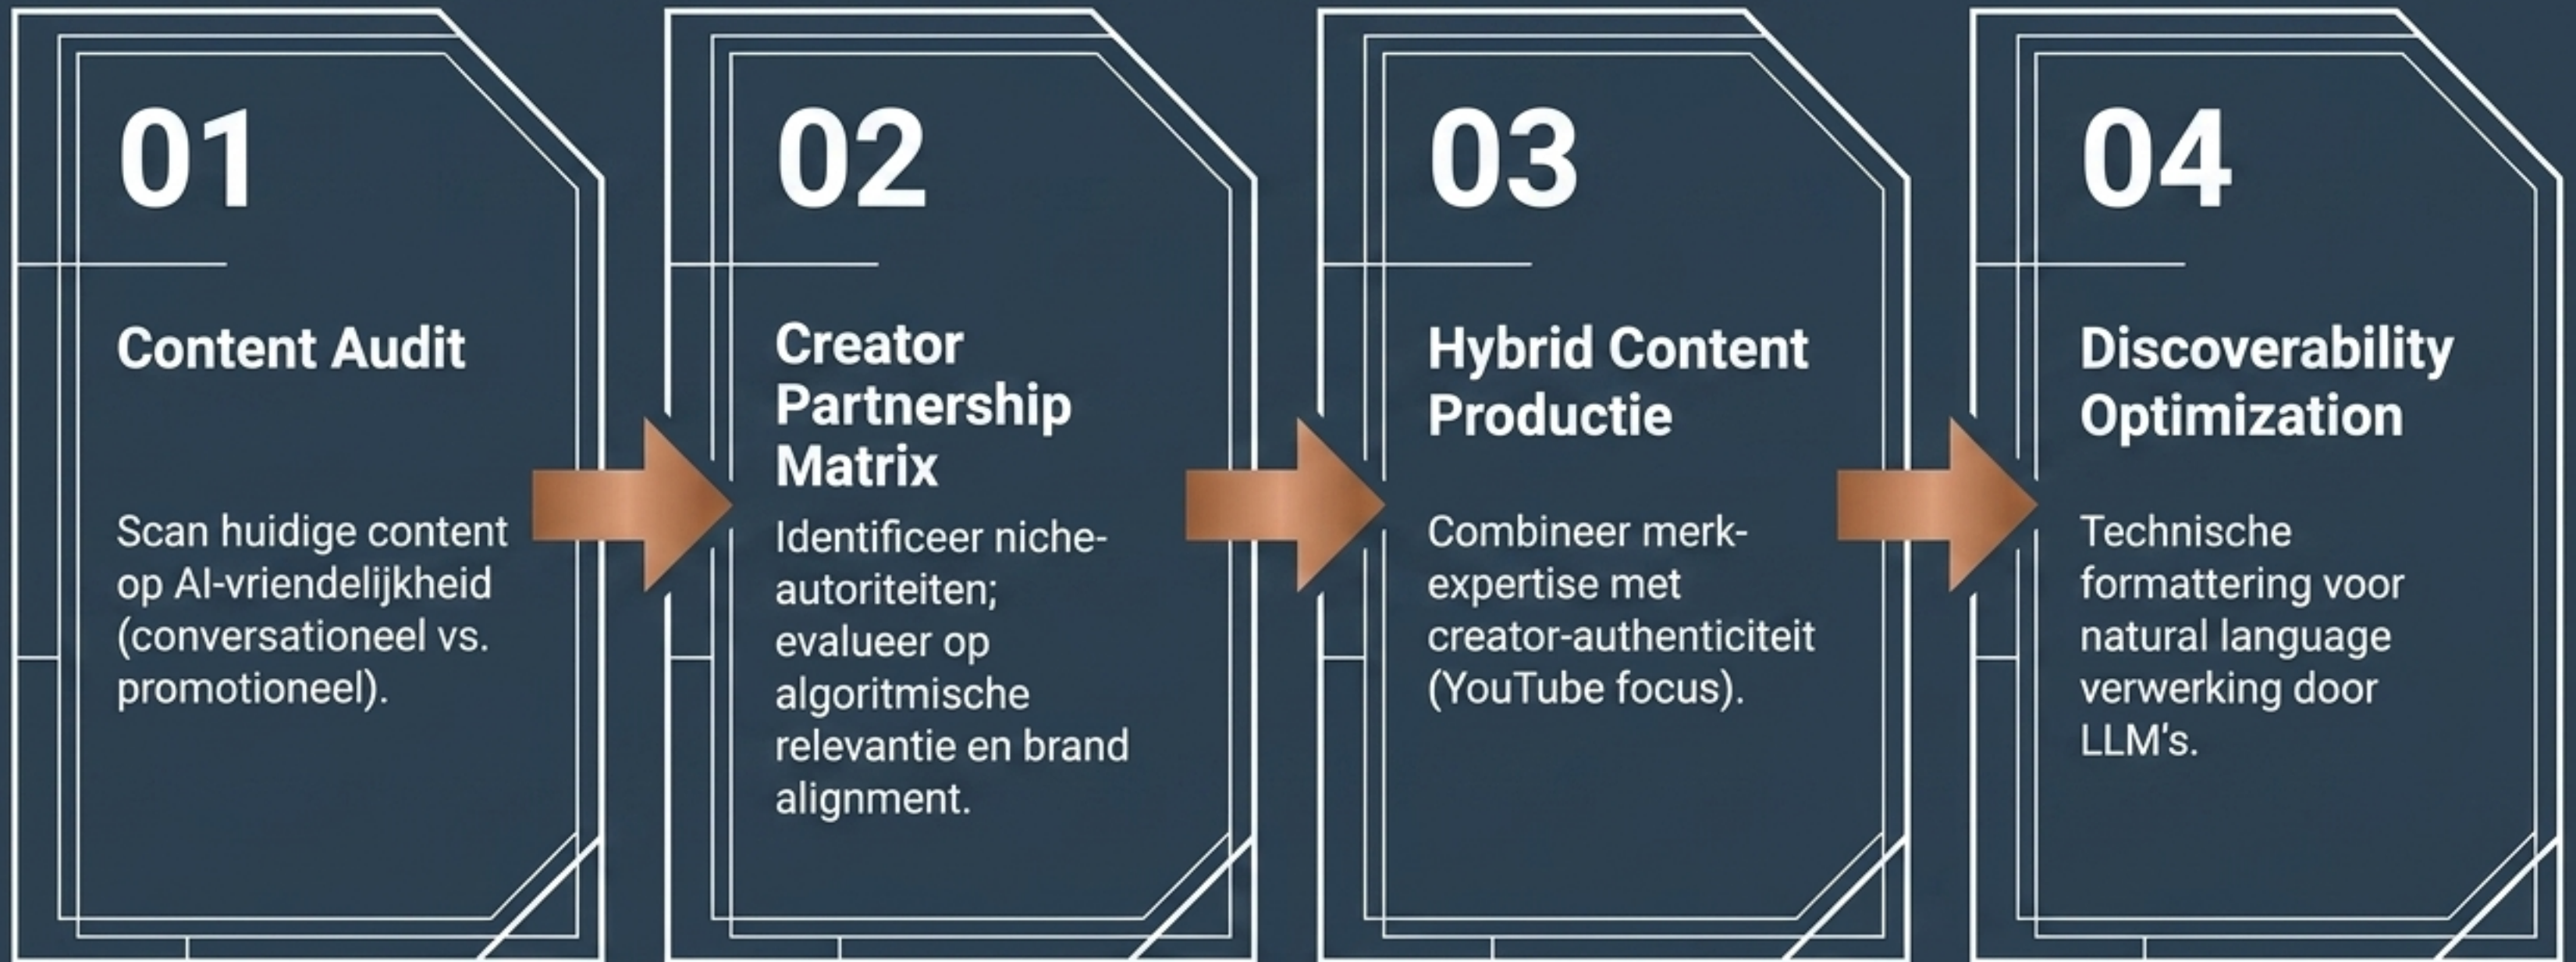 01
Content Audit
Scan huidige content
op AI-vriendelijkheid
(conversationeel vs.
promotioneel).
02
Creator
Partnership
Matrix
Identificeer niche-
autoriteiten;
evalueer op
algoritmische
relevantie en brand
alignment.
03
Hybrid Content
Productie
Combineer merk-
expertise met
creator-authenticiteit
(YouTube focus).
04
Discoverability
Optimization
Technische
formattering voor
natural language
verwerking door
LLM's.